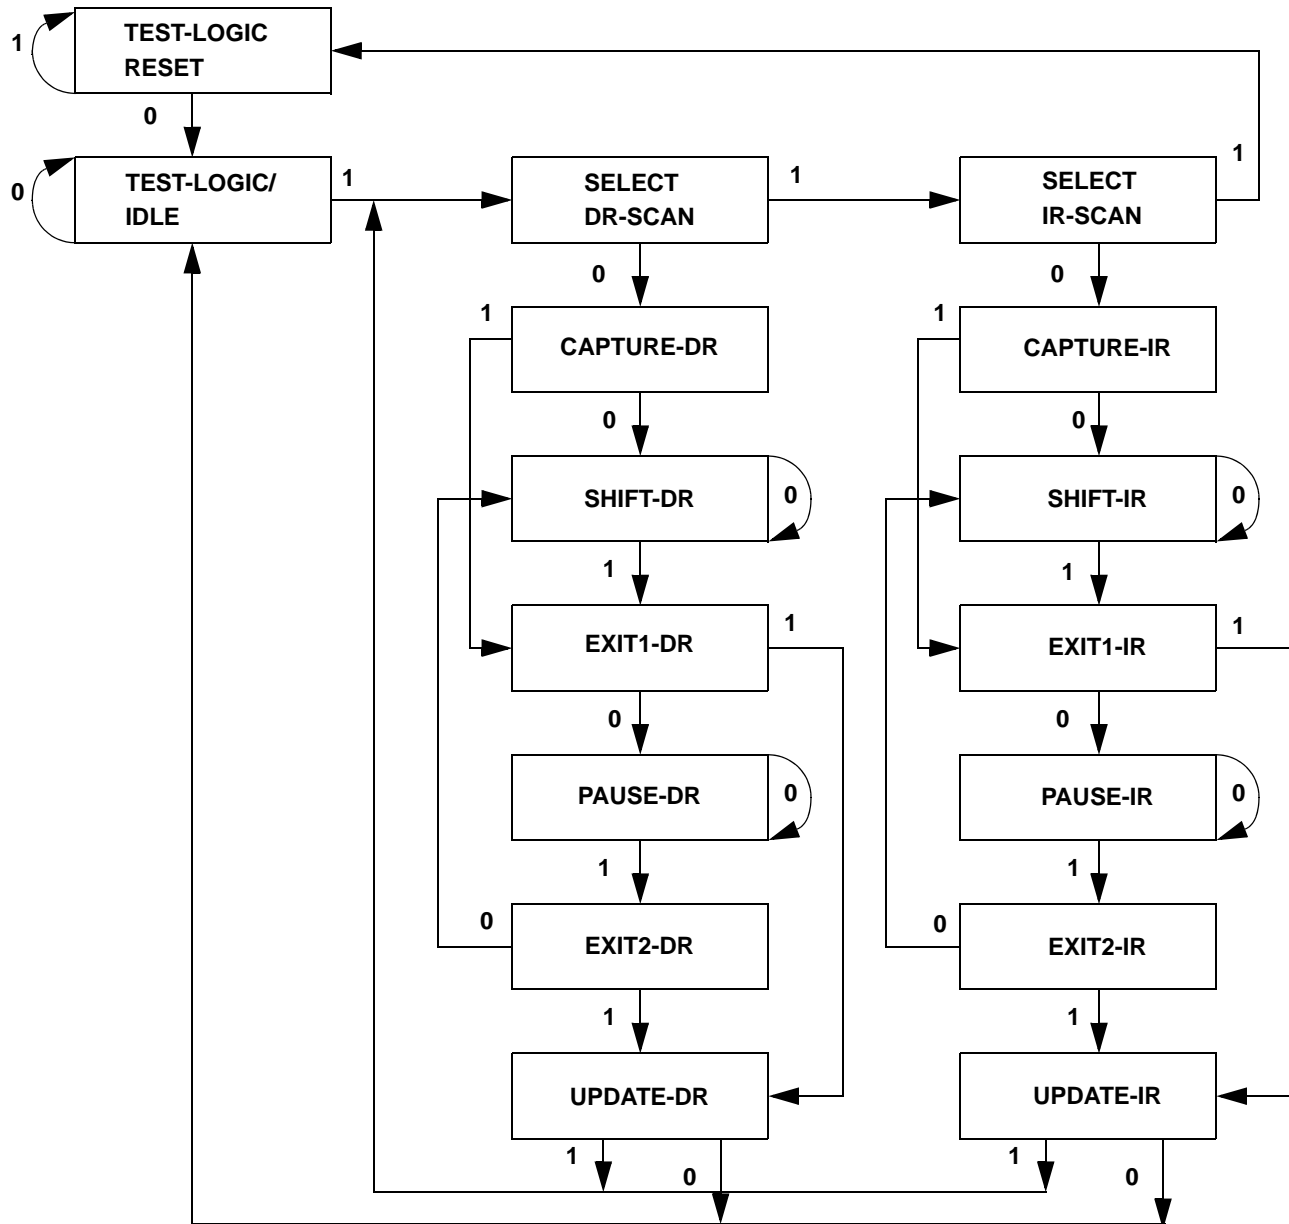 1
TEST-LOGIC
RESET
0
0
TEST-LOGIC/
IDLE
1
SELECT
DR-SCAN
1
SELECT
IR-SCAN
1
0
0
1
CAPTURE-DR
1
CAPTURE-IR
0
0
SHIFT-DR
0
SHIFT-IR
0
1
1
EXIT1-DR
1
EXIT1-IR
1
0
0
PAUSE-DR
0
PAUSE-IR
0
1
1
0
EXIT2-DR
0
EXIT2-IR
1
1
UPDATE-DR
UPDATE-IR
1
0
1
0